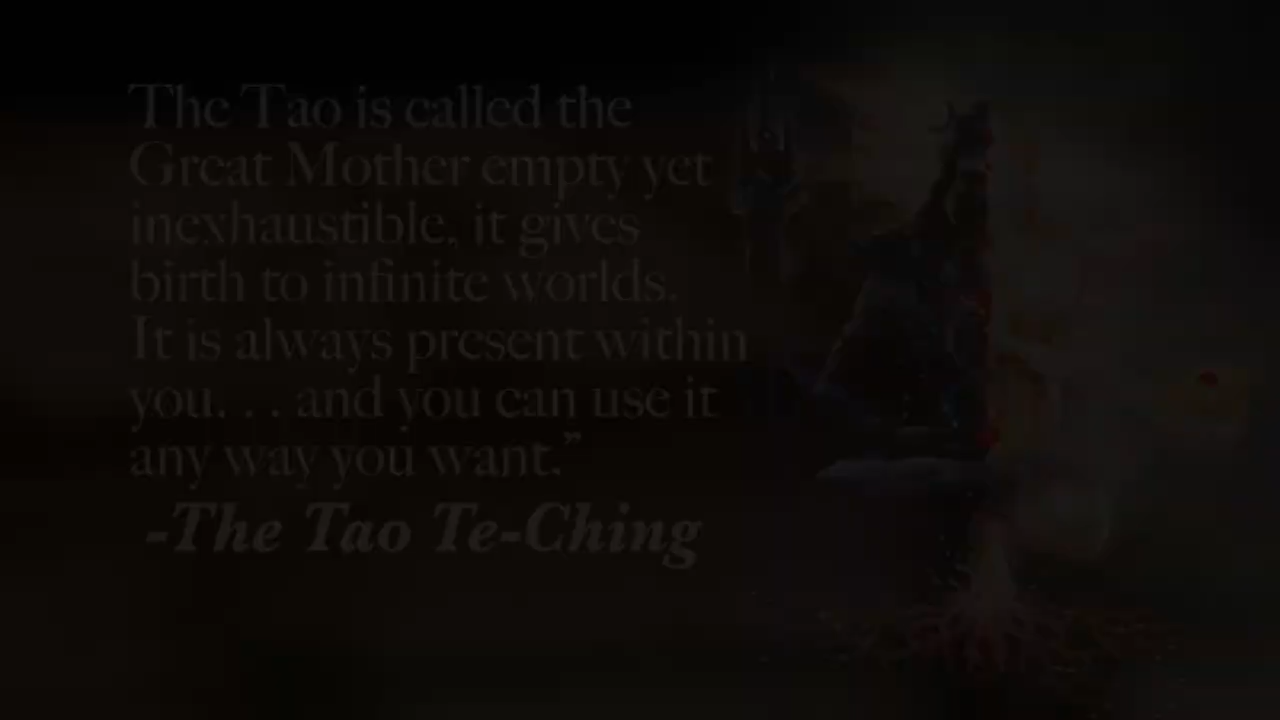 The Tao is called the
Great Mother empty yet
inexhaustible, it gives
birth to infinite worlds.
It is always present within
you. . . and you can use it
any way you want.”
-The Tao Te-Ching